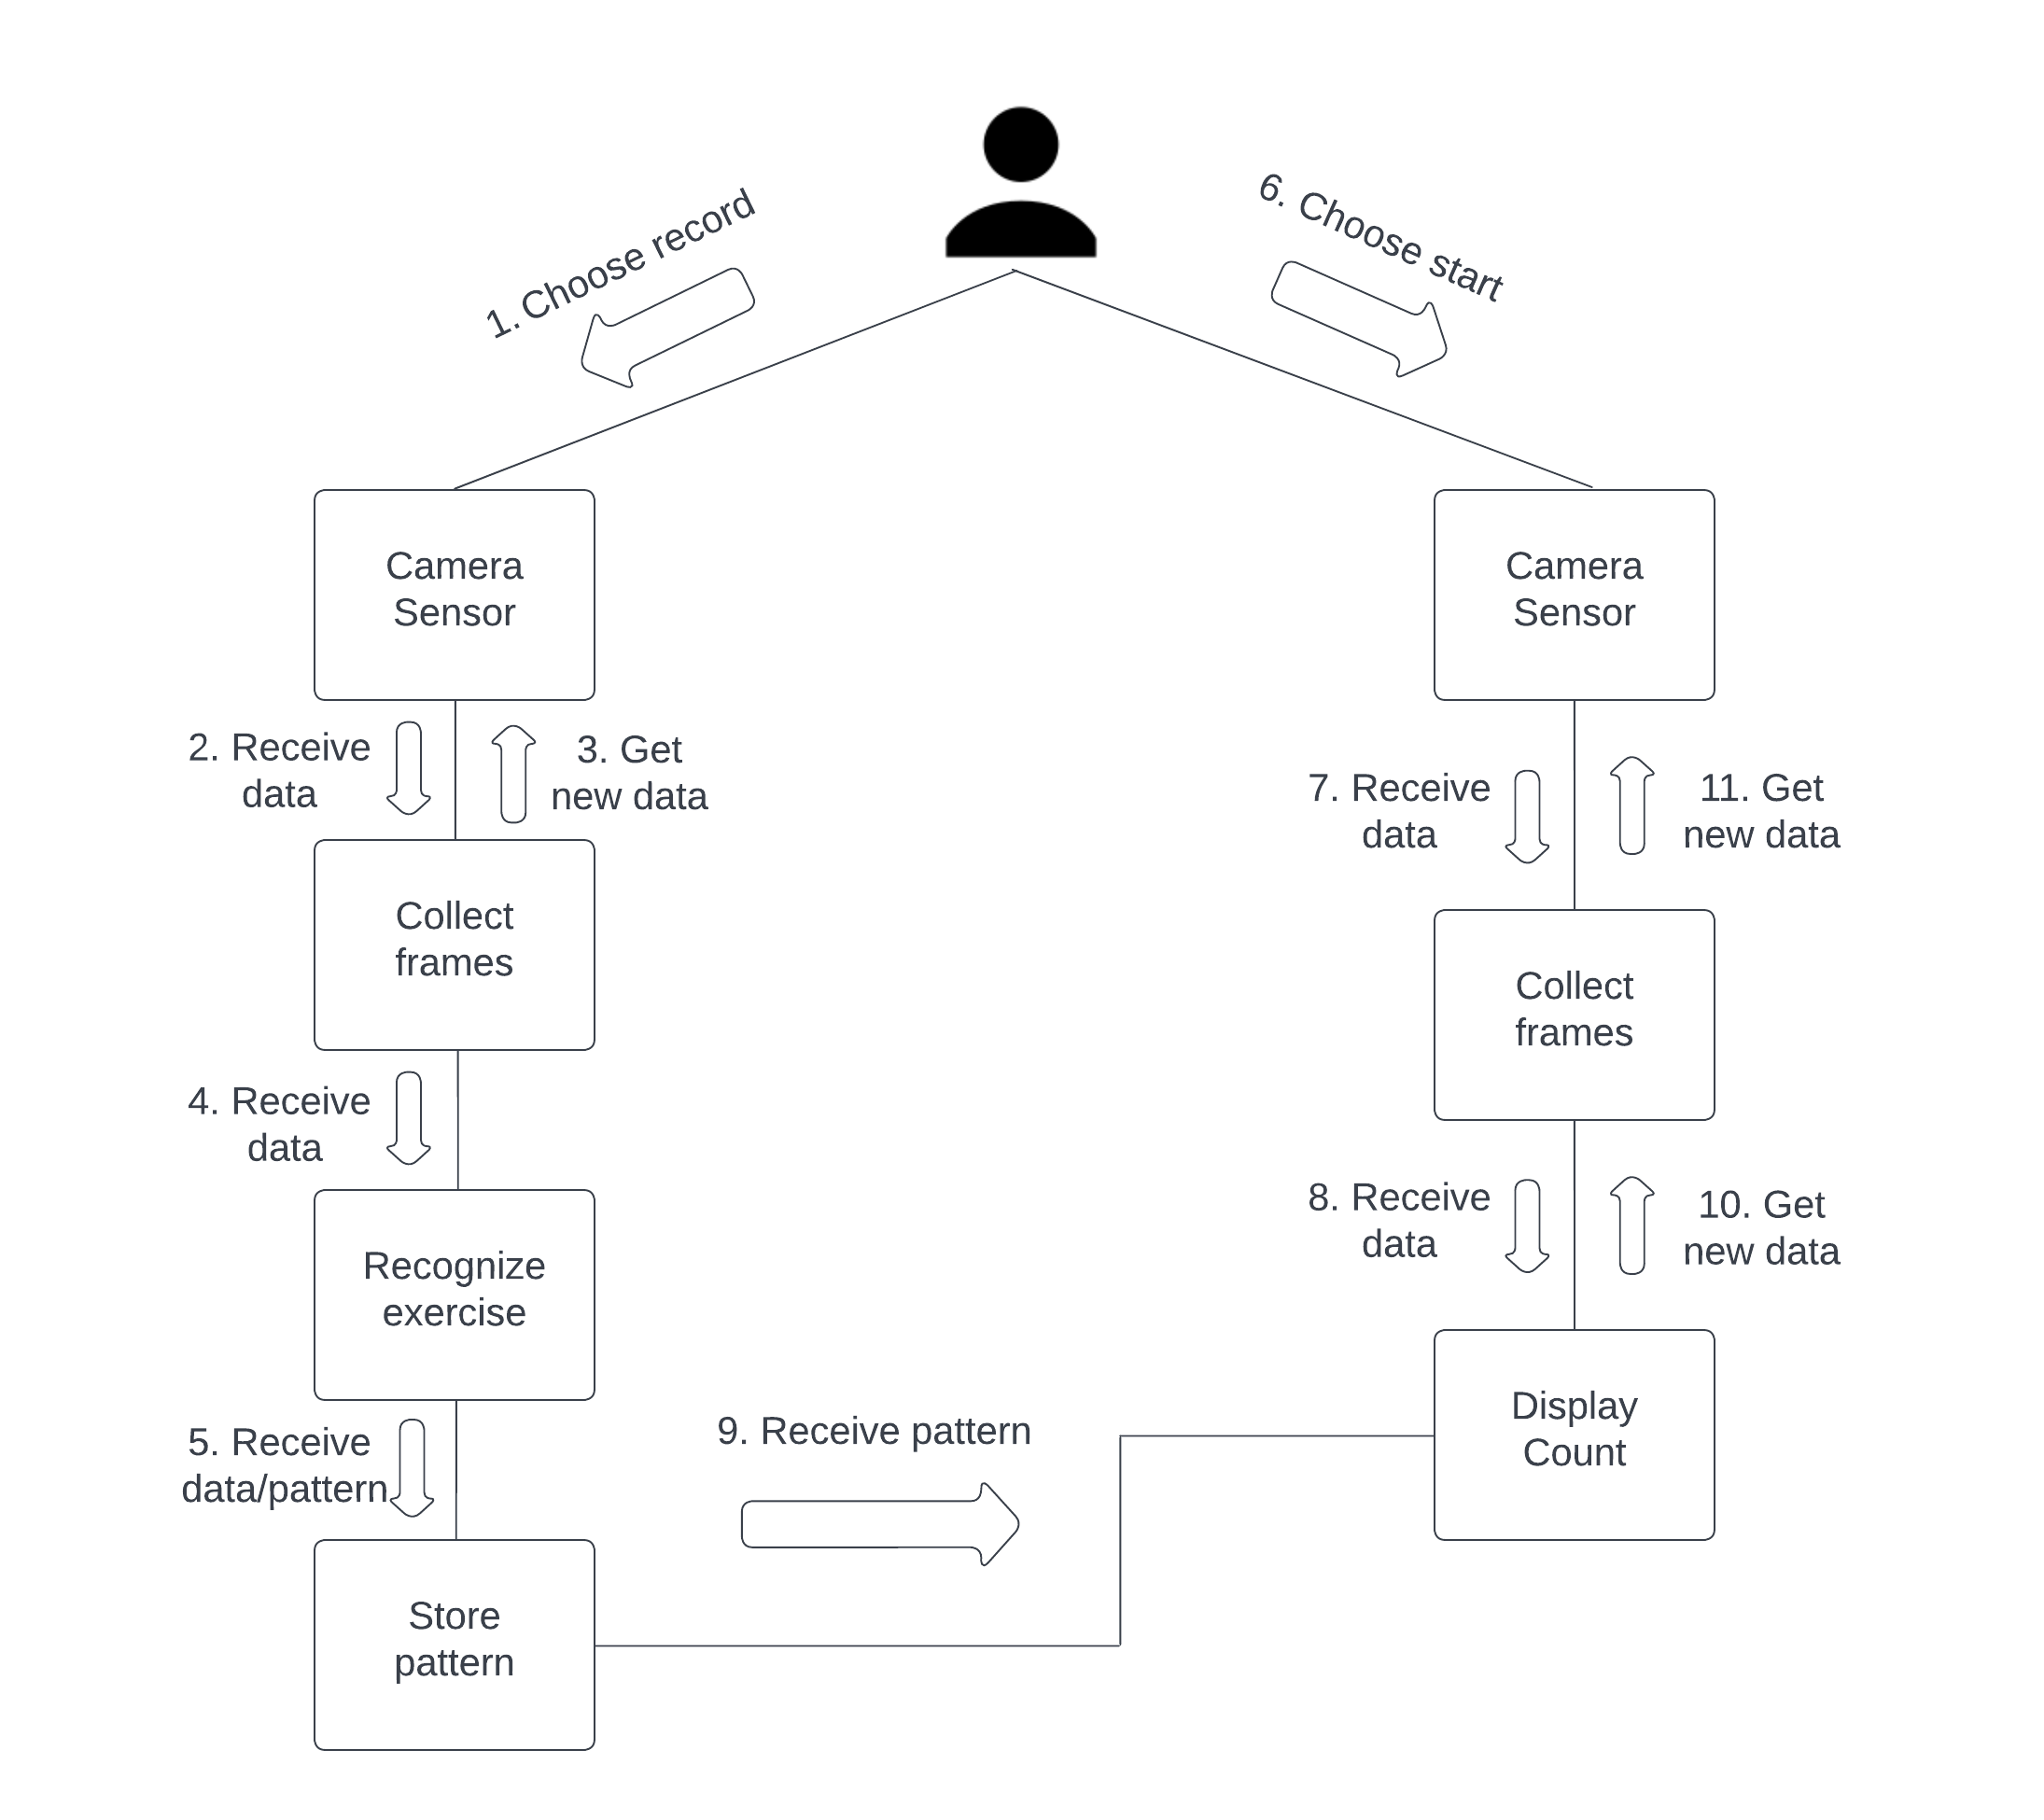 1. Choose record
6. Choose start
Camera
Sensor
Camera
Sensor
2. Receive
data
3. Get
new data
7. Receive
data
11. Get
new data
Collect
frames
Collect
frames
4. Receive
data
8. Receive
data
10. Get
new data
Recognize
exercise
Display
Count
5. Receive
data/pattern
9. Receive pattern
Store
pattern